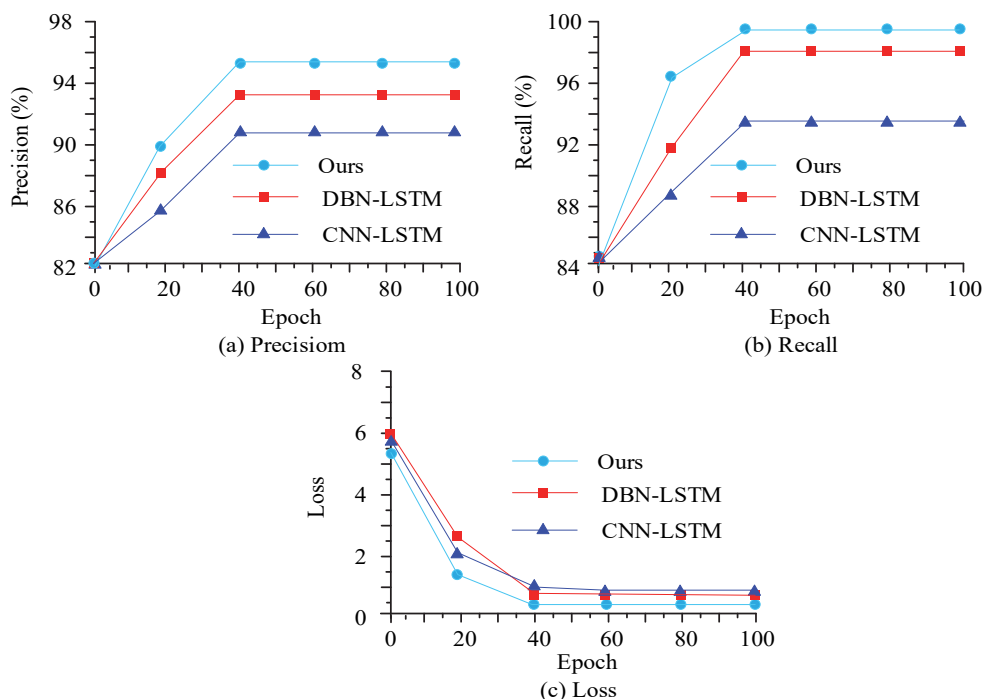 98
94
90
86
82
Precision (%)
Ours
DBN-LSTM
CNN-LSTM
0 20 40 60 80 100
Epoch
(a) Precisiom
100
96
92
88
84
Recall (%)
Ours
DBN-LSTM
CNN-LSTM
0 20 40 60 80 100
Epoch
(b) Recall
8
6
4
2
0
Loss
Ours
DBN-LSTM
CNN-LSTM
0 20 40 60 80 100
Epoch
(c) Loss